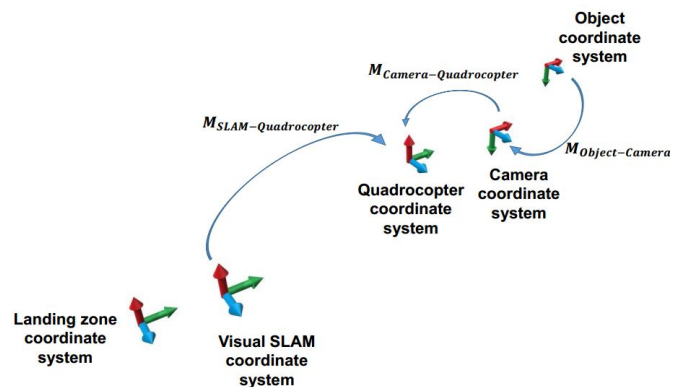 Object
coordinate
system
M_Camera−Quadrocopter
M_SLAM−Quadrocopter
M_Object−Camera
Quadrocopter
coordinate
system
Camera
coordinate
system
Landing zone
coordinate
system
Visual SLAM
coordinate
system